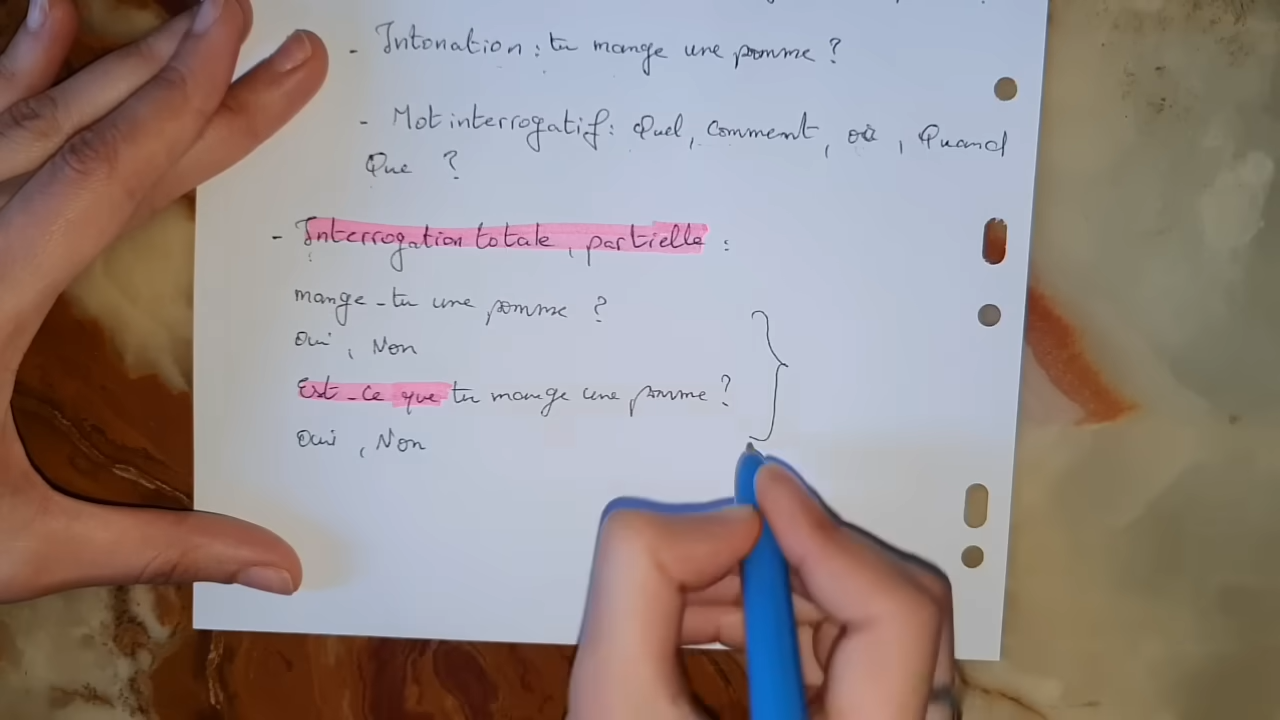 - Intonation : tu mange une pomme ?
- Mot interrogatif : Quel, comment, où, Quand
Que ?
- Interrogation totale, partielle :
mange-tu une pomme ?
Oui, Non
Est-ce que tu mange une pomme ?
Oui, Non